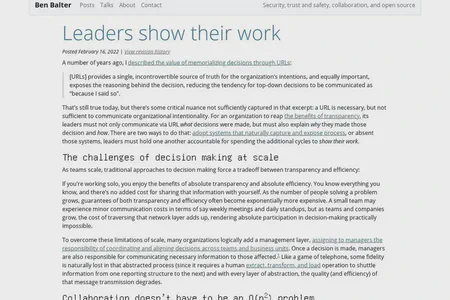 Ben Balter Posts Talks About Contact Security, trust and safety, collaboration, and open source
Leaders show their work
Posted February 16, 2022 | View revision history
A number of years ago, I described the value of memorializing decisions through URLs:
[URLs] provides a single, incontrovertible source of truth for the organization's intentions, and equally important,
exposes the reasoning behind the decision, reducing the tendency for top-down decisions to be communicated as
"because I said so".
That's still true today, but there's some critical nuance not sufficiently captured in that excerpt: a URL is necessary, but not
sufficient to communicate organizational intentionality. For an organization to reap the benefits of transparency, its
leaders must not only communicate via URL what decisions were made, but must also explain why they made those
decision and how. There are two ways to do that: adopt systems that naturally capture and expose process, or absent
those systems, leaders must hold one another accountable for spending the additional cycles to show their work.
The challenges of decision making at scale
As teams scale, traditional approaches to decision making force a tradeoff between transparency and efficiency:
If you're working solo, you enjoy the benefits of absolute transparency and absolute efficiency. You know everything you
know, and there's no added cost for sharing that information with yourself. As the number of people solving a problem
grows, guarantees of both transparency and efficiency often become exponentially more expensive. A small team may
experience minor communication costs in terms of say weekly meetings and daily standups, but as teams and companies
grow, the cost of traversing that network layer adds up, rendering absolute participation in decision-making practically
impossible.
To overcome these limitations of scale, many organizations logically add a management layer, assigning to managers the
responsibility of coordinating and aligning decisions across teams and business units. Once a decision is made, managers
are also responsible for communicating necessary information to those affected.¹ Like a game of telephone, some fidelity
is naturally lost in that abstracted process (since it requires a human extract, transform, and load operation to shuttle
information from one reporting structure to the next) and with every layer of abstraction, the quality (and efficiency) of
that message transmission degrades.
Collaboration doesn't have to be an O(n²) problem